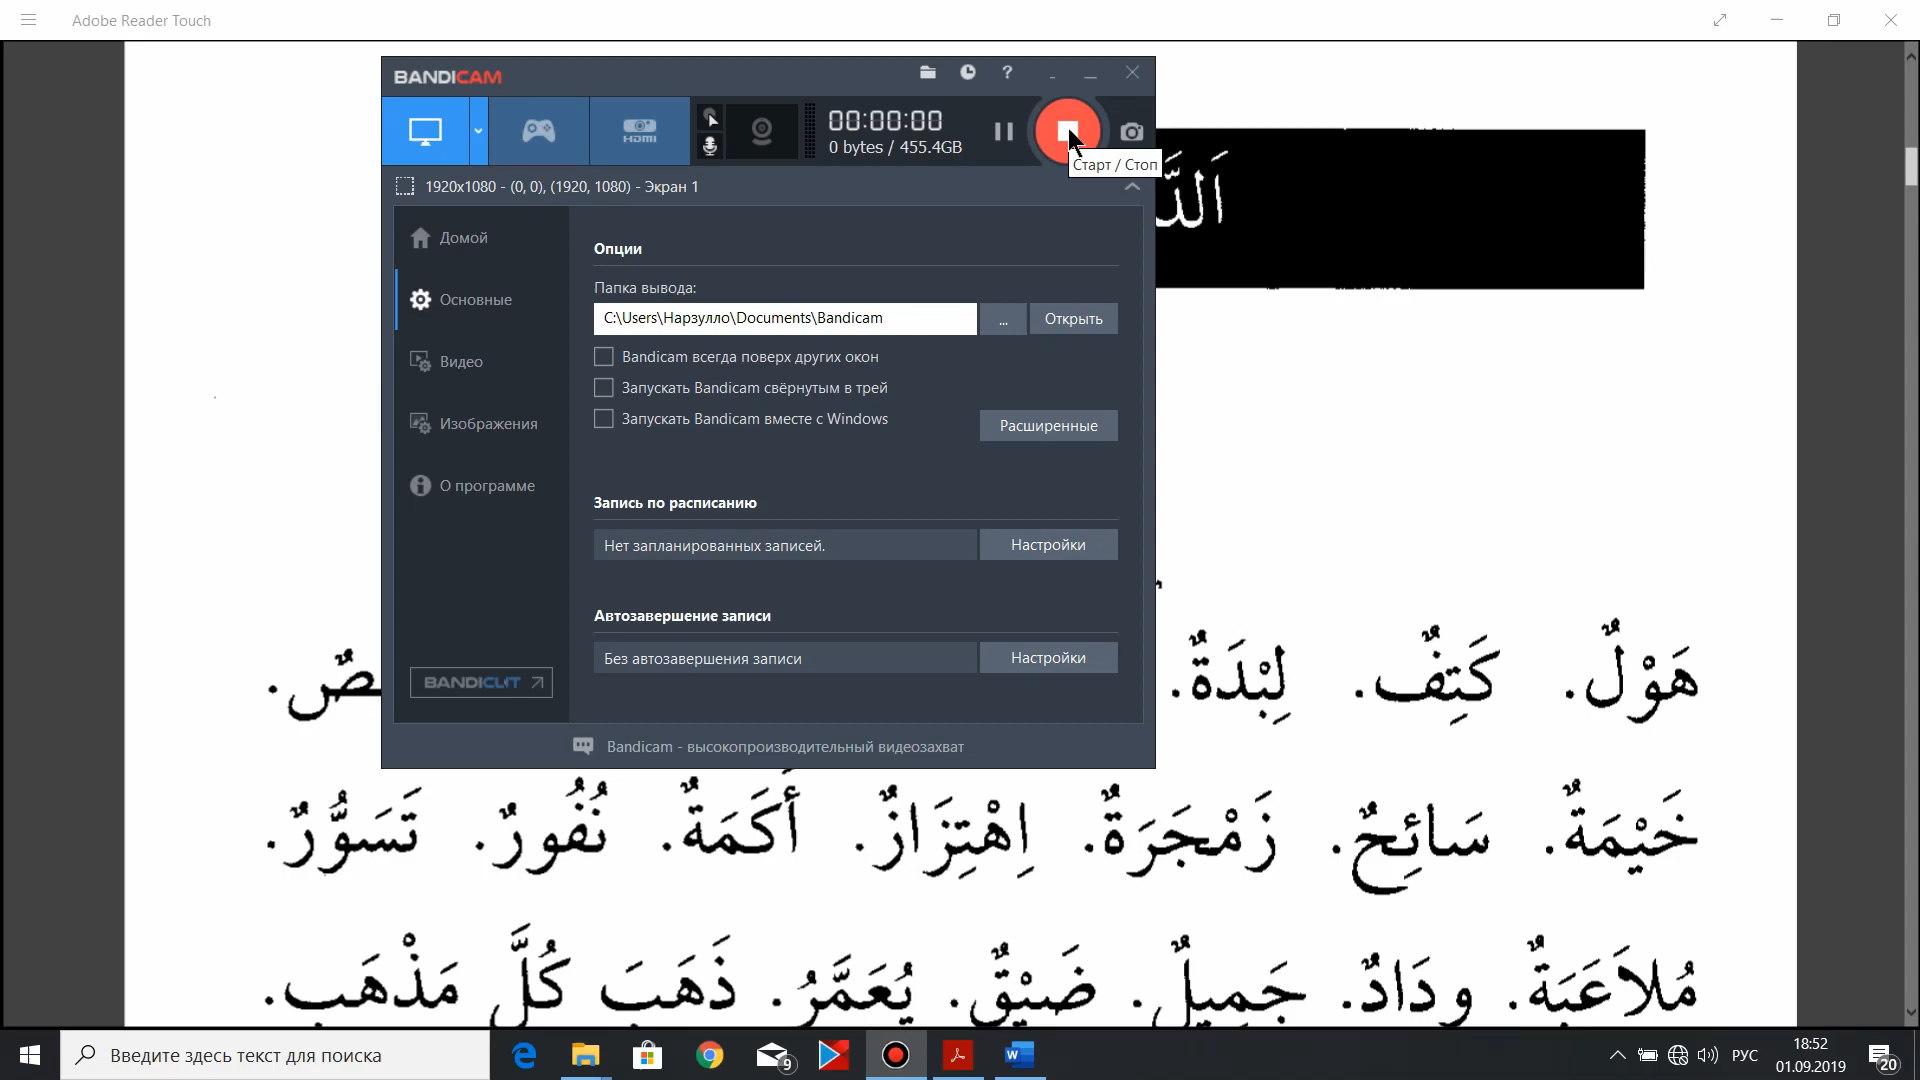 Adobe Reader Touch
BANDICAM
HDMI
00:00:00
0 bytes / 455.4GB
Старт / Стоп
1920x1080 - (0, 0), (1920, 1080) - Экран 1
Домой
Основные
Видео
Изображения
О программе
BANDICUT
Опции
Папка вывода:
C:\Users\Нарзулло\Documents\Bandicam
...
Открыть
Bandicam всегда поверх других окон
Запускать Bandicam свёрнутым в трей
Запускать Bandicam вместе с Windows
Расширенные
Запись по расписанию
Нет запланированных записей.
Настройки
Автозавершение записи
Без автозавершения записи
Настройки
Bandicam - высокопроизводительный видеозахват
هَوْلٌ. كَتِفٌ. لِبْدَةٌ.
خَيْمَةٌ. سَائِحٌ. زَمْجَرَةٌ. اِهْتِزَازٌ. أَكَمَةٌ. نُفُورٌ. تَسَوُّرٌ.
مُلاَعَبَةٌ. وِدَادٌ. جَمِيلٌ. ضَيْقٌ. يُعَمَّرُ. ذَهَبَ كُلَّ مَذْهَبٍ.
Введите здесь текст для поиска
9
РУС
18:52
01.09.2019
20